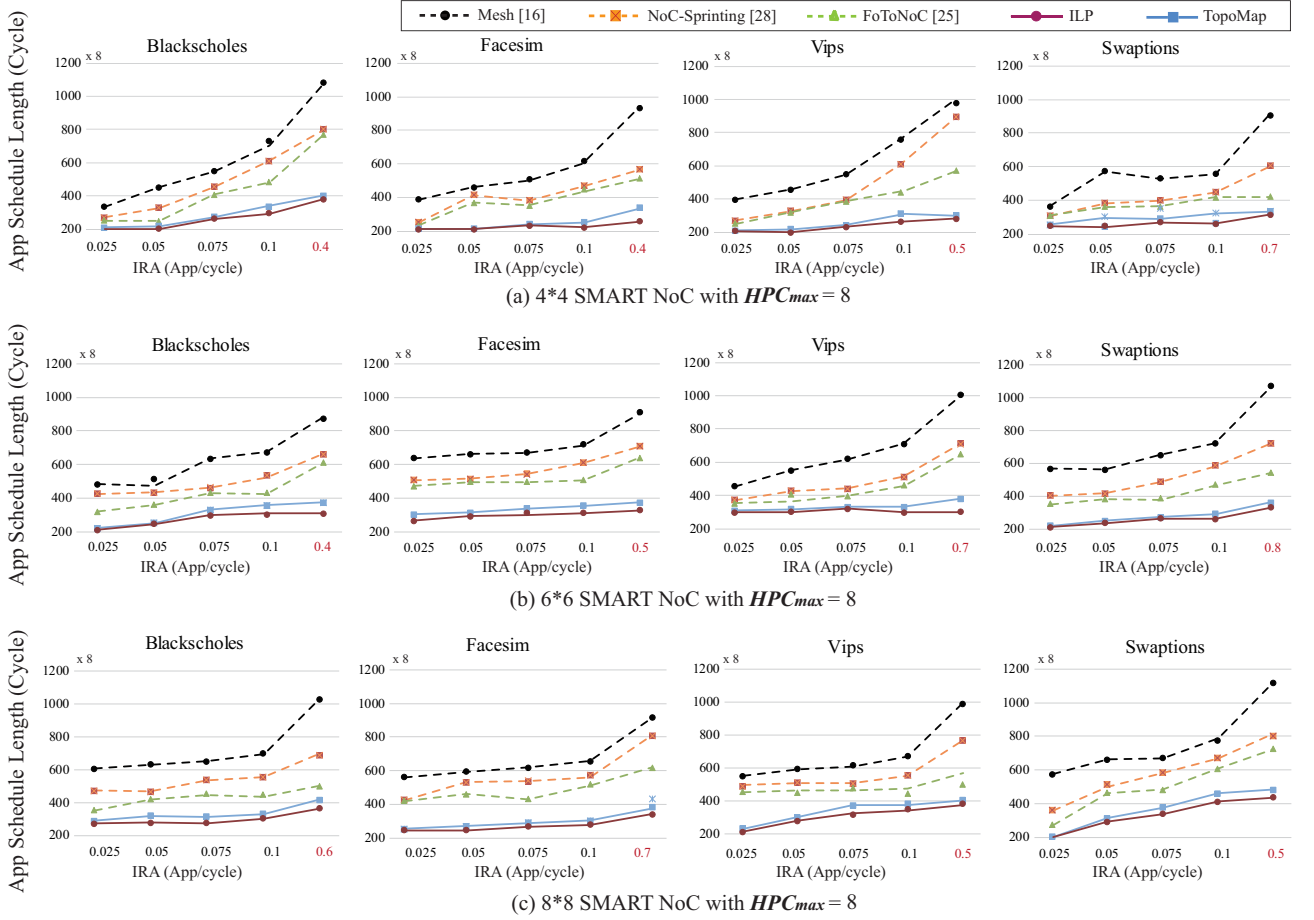 Mesh [16] NoC-Sprinting [28] FoToNoC [25] ILP TopoMap
App Schedule Length (Cycle)
Blackscholes Facesim Vips Swaptions
x 8 x 8 x 8 x 8
1200 1200 1200 1200
1000 1000 1000 1000
800 800 800 800
600 600 600 600
400 400 400 400
200 200 200 200
0.025 0.05 0.075 0.1 0.4 0.025 0.05 0.075 0.1 0.4 0.025 0.05 0.075 0.1 0.5 0.025 0.05 0.075 0.1 0.7
IRA (App/cycle) IRA (App/cycle) IRA (App/cycle) IRA (App/cycle)
(a) 4*4 SMART NoC with HPCmax = 8
App Schedule Length (Cycle)
Blackscholes Facesim Vips Swaptions
x 8 x 8 x 8 x 8
1200 1200 1200 1200
1000 1000 1000 1000
800 800 800 800
600 600 600 600
400 400 400 400
200 200 200 200
0.025 0.05 0.075 0.1 0.4 0.025 0.05 0.075 0.1 0.5 0.025 0.05 0.075 0.1 0.7 0.025 0.05 0.075 0.1 0.8
IRA (App/cycle) IRA (App/cycle) IRA (App/cycle) IRA (App/cycle)
(b) 6*6 SMART NoC with HPCmax = 8
App Schedule Length (Cycle)
Blackscholes Facesim Vips Swaptions
x 8 x 8 x 8 x 8
1200 1200 1200 1200
1000 1000 1000 1000
800 800 800 800
600 600 600 600
400 400 400 400
200 200 200 200
0.025 0.05 0.075 0.1 0.6 0.025 0.05 0.075 0.1 0.7 0.025 0.05 0.075 0.1 0.5 0.025 0.05 0.075 0.1 0.5
IRA (App/cycle) IRA (App/cycle) IRA (App/cycle) IRA (App/cycle)
(c) 8*8 SMART NoC with HPCmax = 8